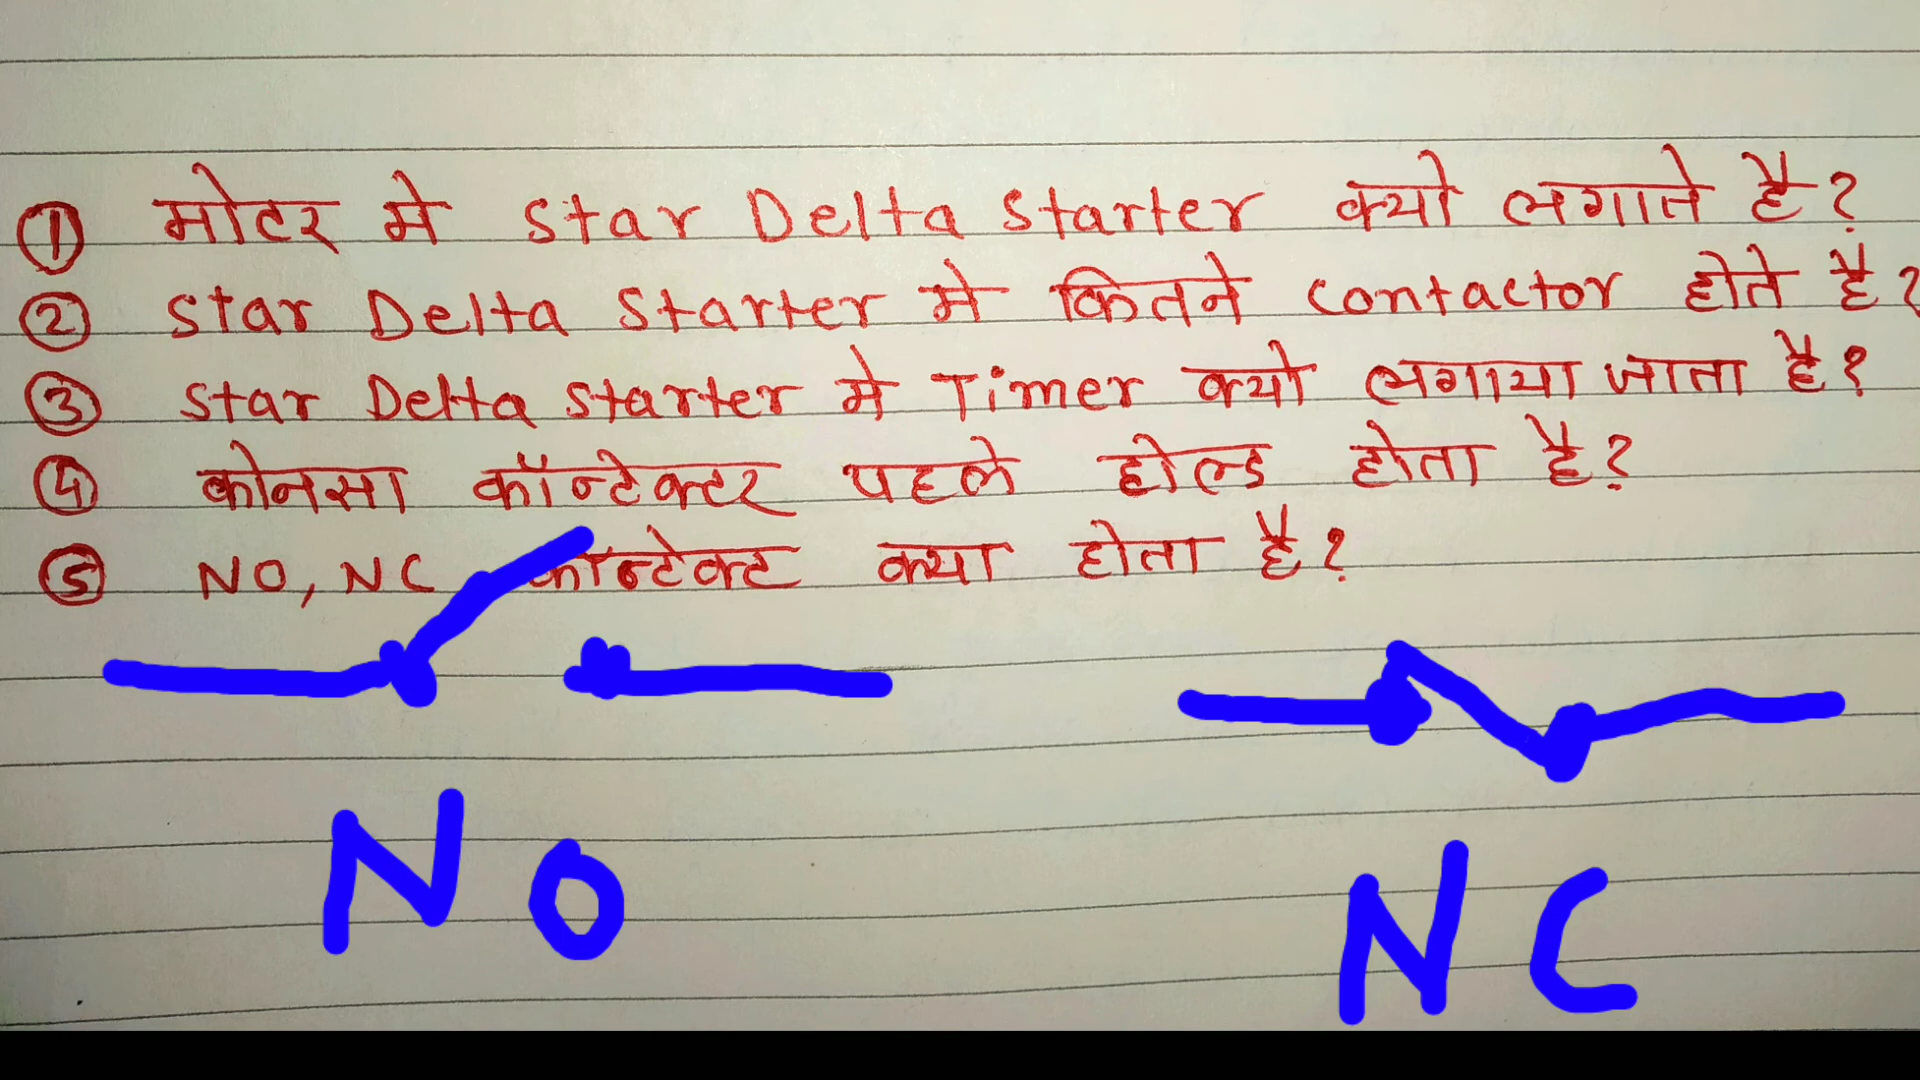 ① मोटर मे Star Delta Starter क्यो लगाते है?
② Star Delta Starter मे कितने Contactor होते है?
③ Star Delta Starter मे Timer क्यो लगाया जाता है?
④ कोनसा कॉन्टेक्टर पहले होल्ड होता है?
⑤ NO, NC कॉन्टेक्ट क्या होता है?
NO NC